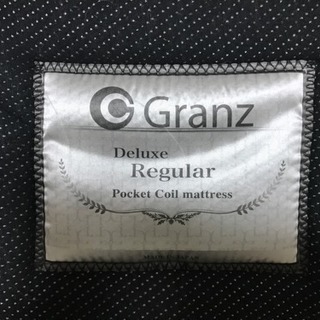 Granz
Deluxe
Regular
Pocket Coil mattress